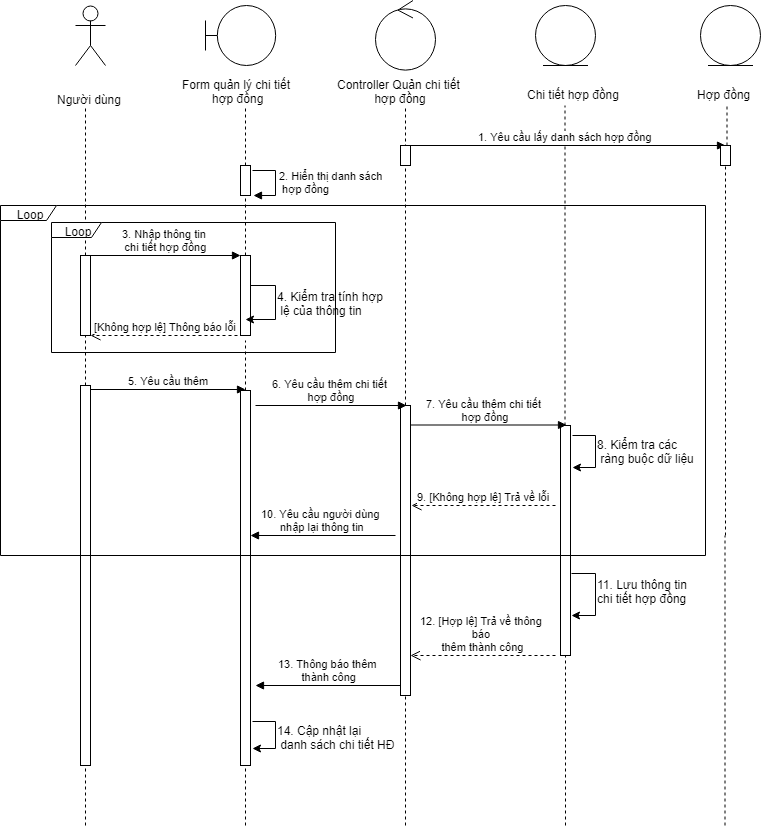 Người dùng
Form quản lý chi tiết
hợp đồng
Controller Quản chi tiết
hợp đồng
Chi tiết hợp đồng
Hợp đồng
1. Yêu cầu lấy danh sách hợp đồng
2. Hiển thị danh sách
hợp đồng
Loop
Loop
3. Nhập thông tin
chi tiết hợp đồng
4. Kiểm tra tính hợp
lệ của thông tin
[Không hợp lệ] Thông báo lỗi
5. Yêu cầu thêm
6. Yêu cầu thêm chi tiết
hợp đồng
7. Yêu cầu thêm chi tiết
hợp đồng
8. Kiểm tra các
ràng buộc dữ liệu
9. [Không hợp lệ] Trả về lỗi
10. Yêu cầu người dùng
nhập lại thông tin
11. Lưu thông tin
chi tiết hợp đồng
12. [Hợp lệ] Trả về thông
báo
thêm thành công
13. Thông báo thêm
thành công
14. Cập nhật lại
danh sách chi tiết HĐ